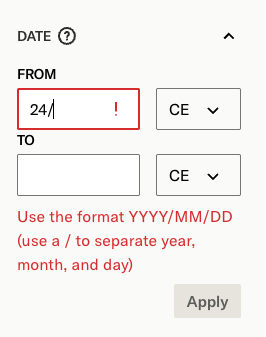 DATE ?
FROM
24/ ! CE
TO
CE
Use the format YYYY/MM/DD
(use a / to separate year,
month, and day)
Apply